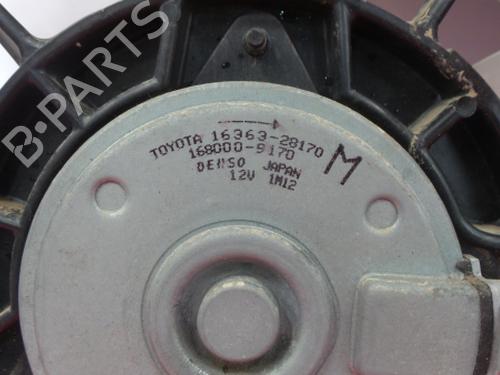 TOYOTA 16363-28170
168000-9170
DENSO JAPAN
12V 1M12
M
B-PARTS